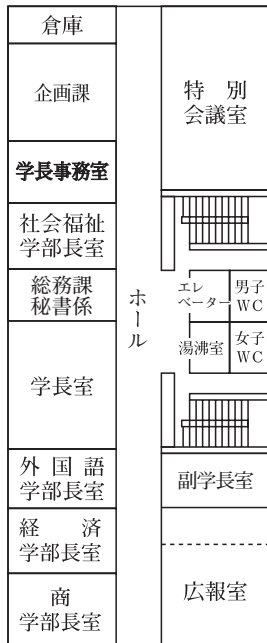 倉庫
企画課
学長事務室
社会福祉
学部長室
総務課
秘書係
学長室
外国語
学部長室
経済
学部長室
商
学部長室
ホール
特別
会議室
エレ
ベーター
男子
WC
湯沸室
女子
WC
副学長室
広報室